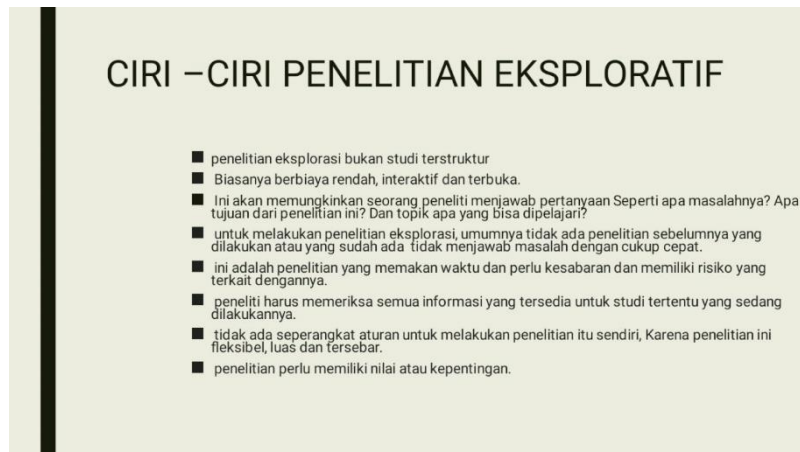 CIRI –CIRI PENELITIAN EKSPLORATIF
■ penelitian eksplorasi bukan studi terstruktur
■ Biasanya berbiaya rendah, interaktif dan terbuka.
■ Ini akan memungkinkan seorang peneliti menjawab pertanyaan Seperti apa masalahnya? Apa
tujuan dari penelitian ini? Dan topik apa yang bisa dipelajari?
■ untuk melakukan penelitian eksplorasi, umumnya tidak ada penelitian sebelumnya yang
dilakukan atau yang sudah ada tidak menjawab masalah dengan cukup cepat.
■ ini adalah penelitian yang memakan waktu dan perlu kesabaran dan memiliki risiko yang
terkait dengannya.
■ peneliti harus memeriksa semua informasi yang tersedia untuk studi tertentu yang sedang
dilakukannya.
■ tidak ada seperangkat aturan untuk melakukan penelitian itu sendiri, Karena penelitian ini
fleksibel, luas dan tersebar.
■ penelitian perlu memiliki nilai atau kepentingan.